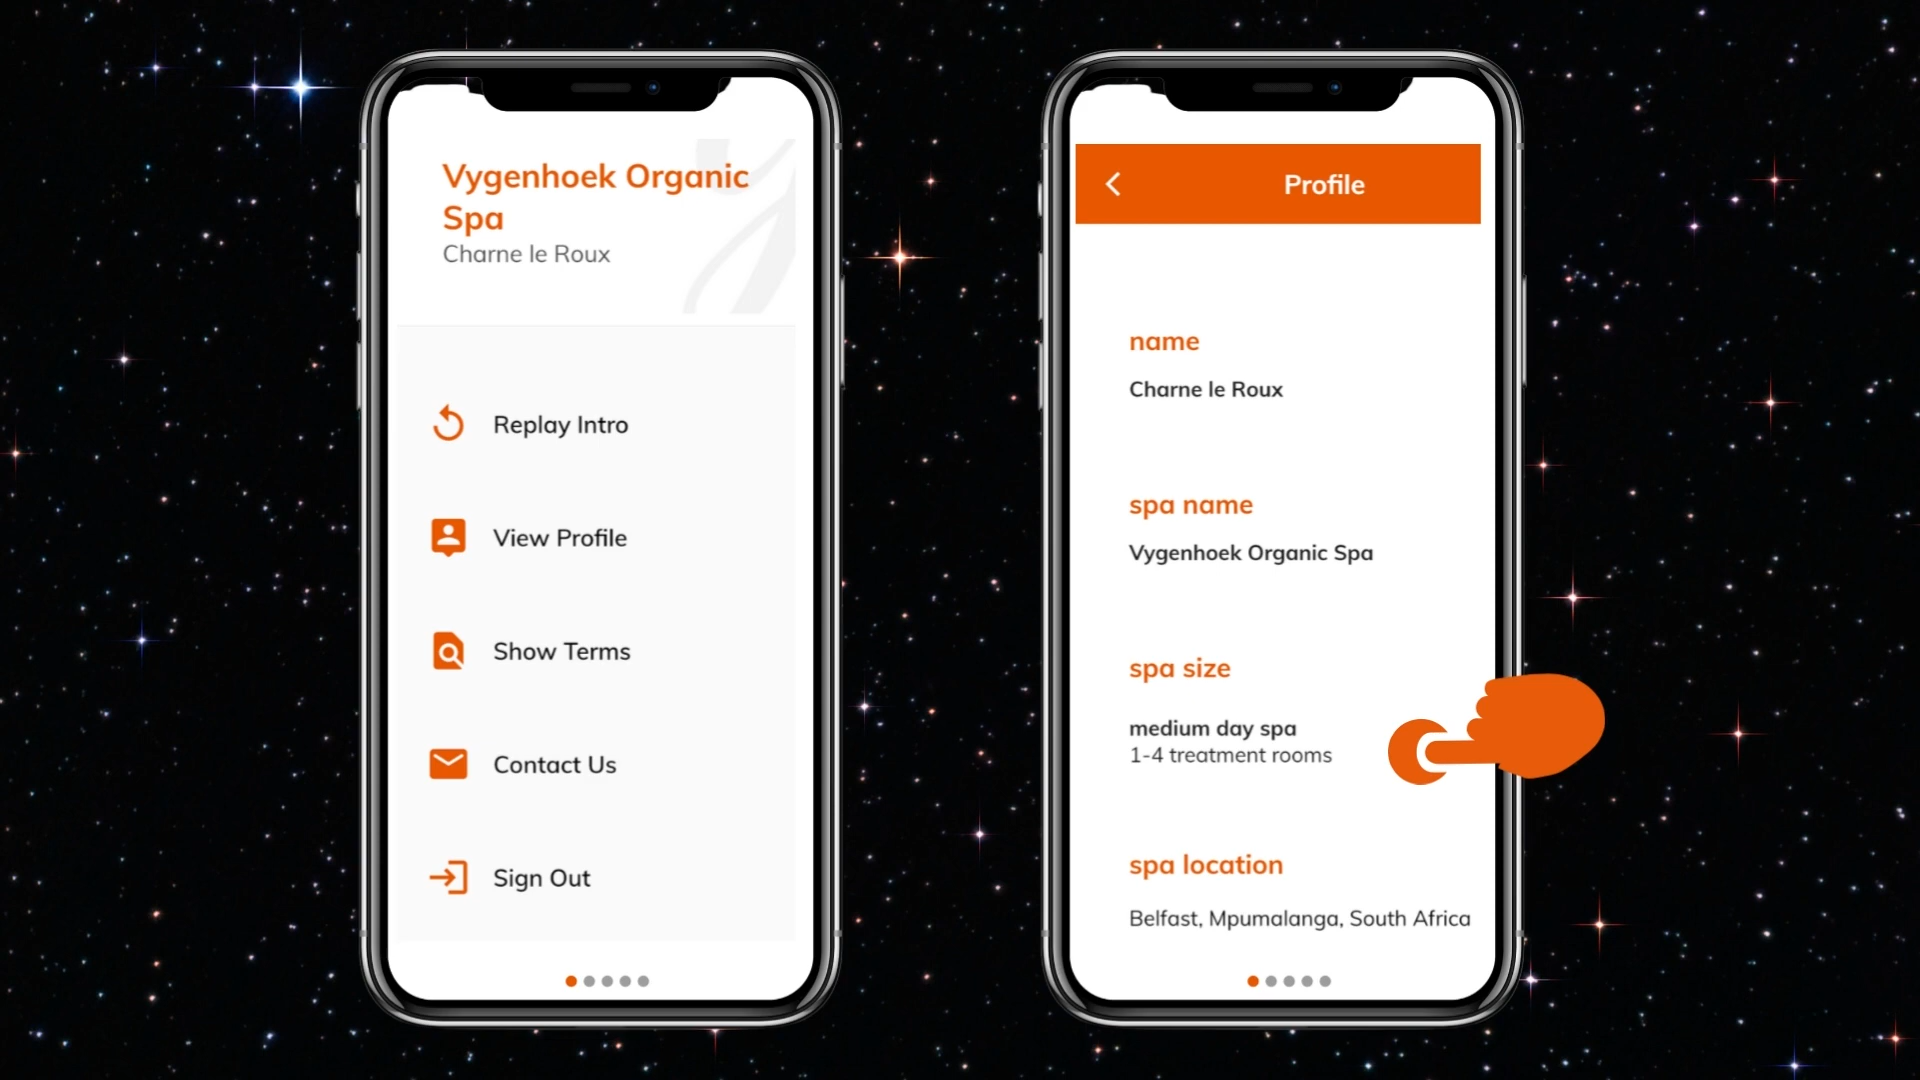 Vygenhoek Organic
Spa
Charne le Roux
Replay Intro
View Profile
Show Terms
Contact Us
Sign Out
Profile
name
Charne le Roux
spa name
Vygenhoek Organic Spa
spa size
medium day spa
1-4 treatment rooms
spa location
Belfast, Mpumalanga, South Africa